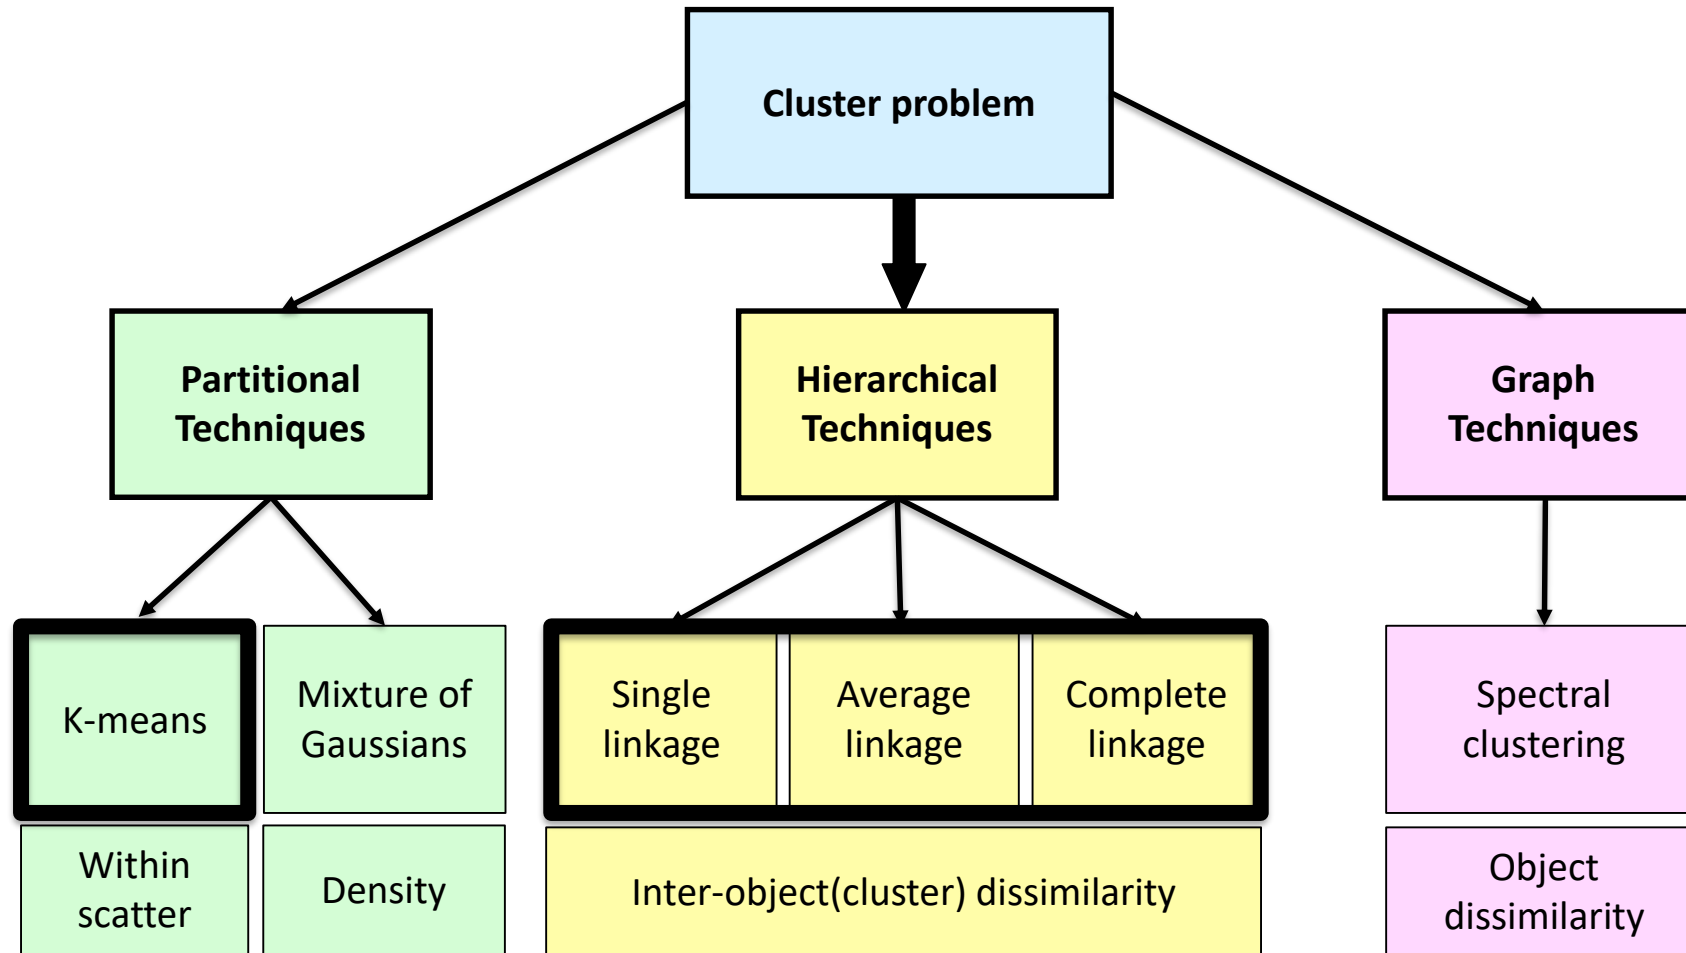 Cluster problem
Partitional
Techniques
Hierarchical
Techniques
Graph
Techniques
K-means
Mixture of
Gaussians
Single
linkage
Average
linkage
Complete
linkage
Spectral
clustering
Within
scatter
Density
Inter-object(cluster) dissimilarity
Object
dissimilarity